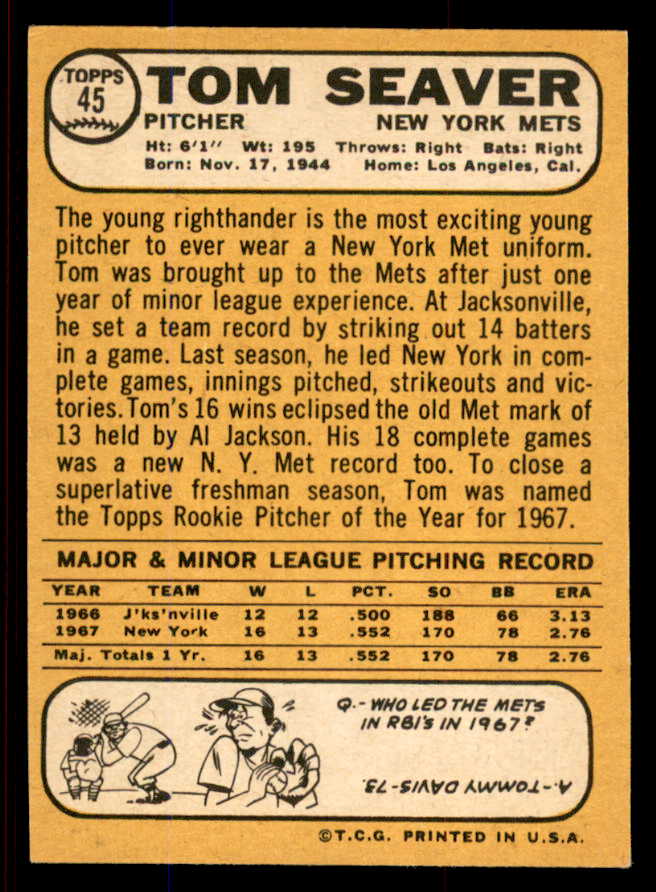 TOPPS
45
TOM SEAVER
PITCHER NEW YORK METS
Ht: 6'1" Wt: 195 Throws: Right Bats: Right
Born: Nov. 17, 1944 Home: Los Angeles, Cal.
The young righthander is the most exciting young
pitcher to ever wear a New York Met uniform.
Tom was brought up to the Mets after just one
year of minor league experience. At Jacksonville,
he set a team record by striking out 14 batters
in a game. Last season, he led New York in com-
plete games, innings pitched, strikeouts and vic-
tories. Tom's 16 wins eclipsed the old Met mark of
13 held by Al Jackson. His 18 complete games
was a new N. Y. Met record too. To close a
superlative freshman season, Tom was named
the Topps Rookie Pitcher of the Year for 1967.
MAJOR & MINOR LEAGUE PITCHING RECORD
YEAR TEAM W L PCT. SO BB ERA
1966 J'ks'nville 12 12 .500 188 66 3.13
1967 New York 16 13 .552 170 78 2.76
Maj. Totals 1 Yr. 16 13 .552 170 78 2.76
Q.- WHO LED THE METS
IN RBI'S IN 1967?
A.- TOMMY DAVIS-73.
©T.C.G. PRINTED IN U.S.A.